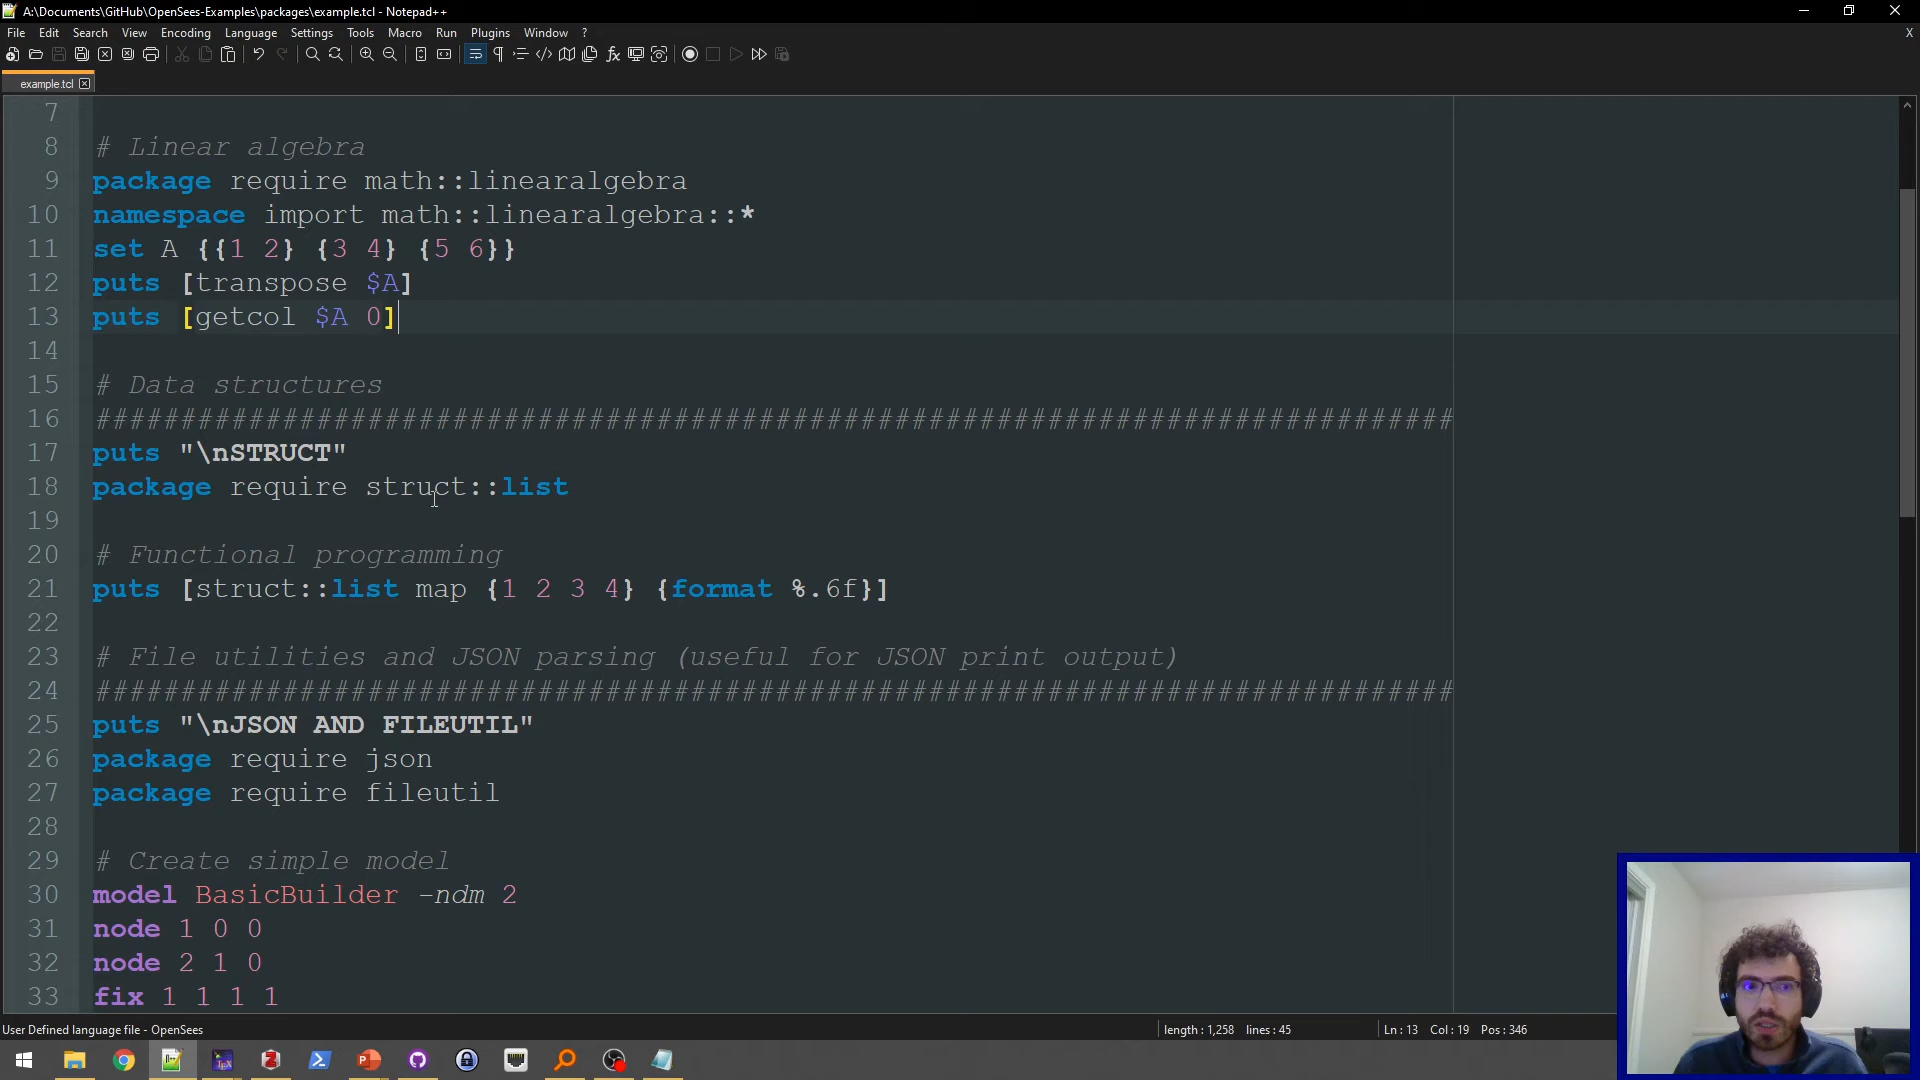 A:\Documents\GitHub\OpenSees-Examples\packages\example.tcl - Notepad++
File Edit Search View Encoding Language Settings Tools Macro Run Plugins Window ? X
example.tcl
7
8 # Linear algebra
9 package require math::linearalgebra
10 namespace import math::linearalgebra::*
11 set A {{1 2} {3 4} {5 6}}
12 puts [transpose $A]
13 puts [getcol $A 0]
14
15 # Data structures
16 ################################################################################
17 puts "\nSTRUCT"
18 package require struct::list
19
20 # Functional programming
21 puts [struct::list map {1 2 3 4} {format %.6f}]
22
23 # File utilities and JSON parsing (useful for JSON print output)
24 ################################################################################
25 puts "\nJSON AND FILEUTIL"
26 package require json
27 package require fileutil
28
29 # Create simple model
30 model BasicBuilder -ndm 2
31 node 1 0 0
32 node 2 1 0
33 fix 1 1 1 1
User Defined language file - OpenSees length : 1,258 lines : 45 Ln : 13 Col : 19 Pos : 346